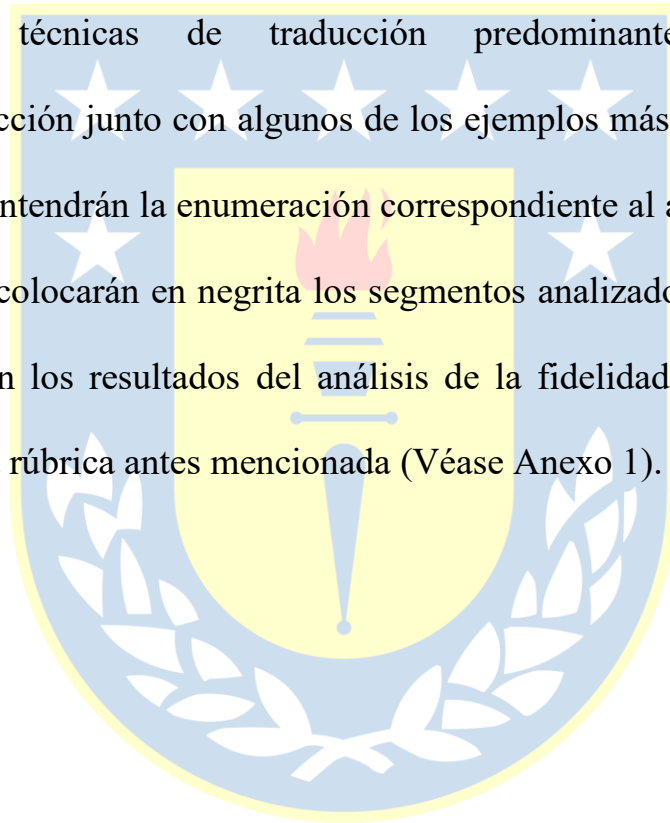 técnicas de traducción predominante
cción junto con algunos de los ejemplos más
ntendrán la enumeración correspondiente al a
colocarán en negrita los segmentos analizado
n los resultados del análisis de la fidelidad
rúbrica antes mencionada (Véase Anexo 1).